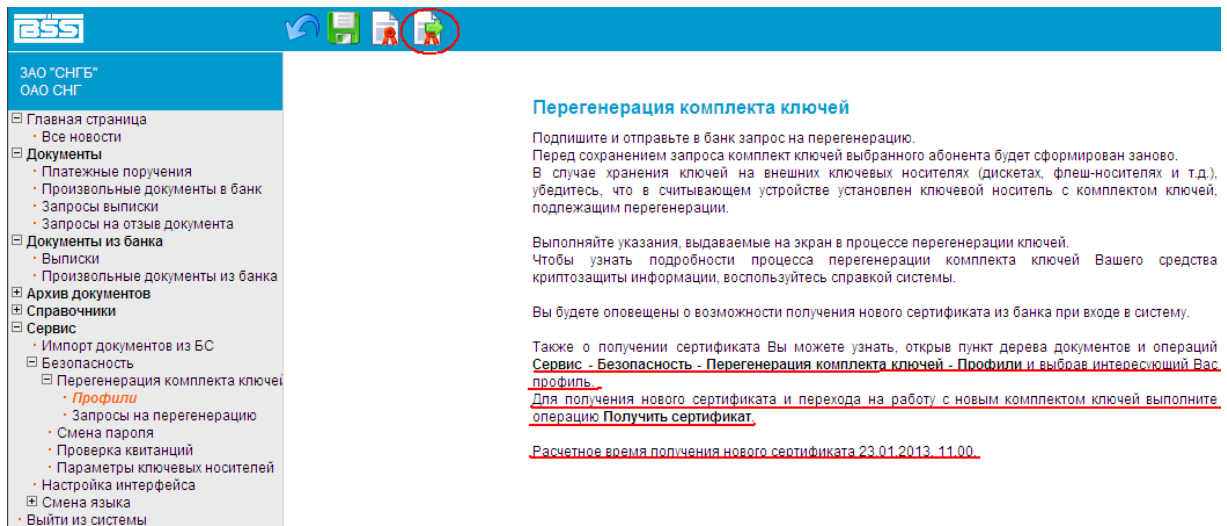 BSS
ЗАО "СНГБ"
ОАО СНГ
Главная страница
Все новости
Документы
Платежные поручения
Произвольные документы в банк
Запросы выписки
Запросы на отзыв документа
Документы из банка
Выписки
Произвольные документы из банка
Архив документов
Справочники
Сервис
Импорт документов из БС
Безопасность
Перегенерация комплекта ключей
Профили
Запросы на перегенерацию
Смена пароля
Проверка квитанций
Параметры ключевых носителей
Настройка интерфейса
Смена языка
Выйти из системы
Перегенерация комплекта ключей
Подпишите и отправьте в банк запрос на перегенерацию.
Перед сохранением запроса комплект ключей выбранного абонента будет сформирован заново.
В случае хранения ключей на внешних ключевых носителях (дискетах, флеш-носителях и т.д.),
убедитесь, что в считывающем устройстве установлен ключевой носитель с комплектом ключей,
подлежащим перегенерации.
Выполняйте указания, выдаваемые на экран в процессе перегенерации ключей.
Чтобы узнать подробности процесса перегенерации комплекта ключей Вашего средства
криптозащиты информации, воспользуйтесь справкой системы.
Вы будете оповещены о возможности получения нового сертификата из банка при входе в систему.
Также о получении сертификата Вы можете узнать, открыв пункт дерева документов и операций
Сервис - Безопасность - Перегенерация комплекта ключей - Профили и выбрав интересующий Вас
профиль.
Для получения нового сертификата и перехода на работу с новым комплектом ключей выполните
операцию Получить сертификат.
Расчетное время получения нового сертификата 23.01.2013, 11.00.